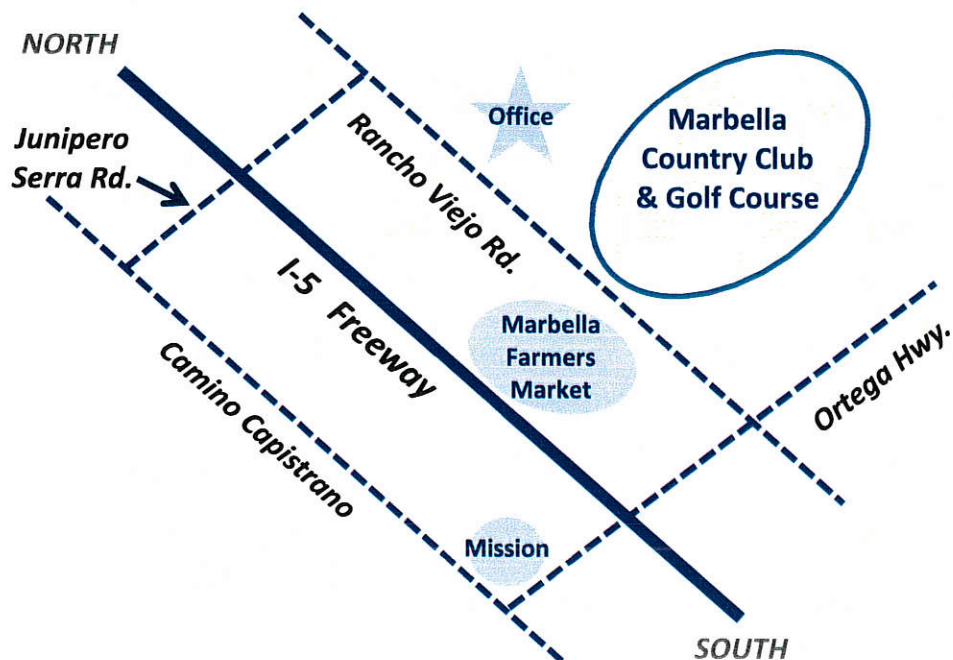 NORTH
Junipero
Serra Rd.
Office
Marbella
Country Club
& Golf Course
Rancho Viejo Rd.
I-5 Freeway
Marbella
Farmers
Market
Ortega Hwy.
Camino Capistrano
Mission
SOUTH